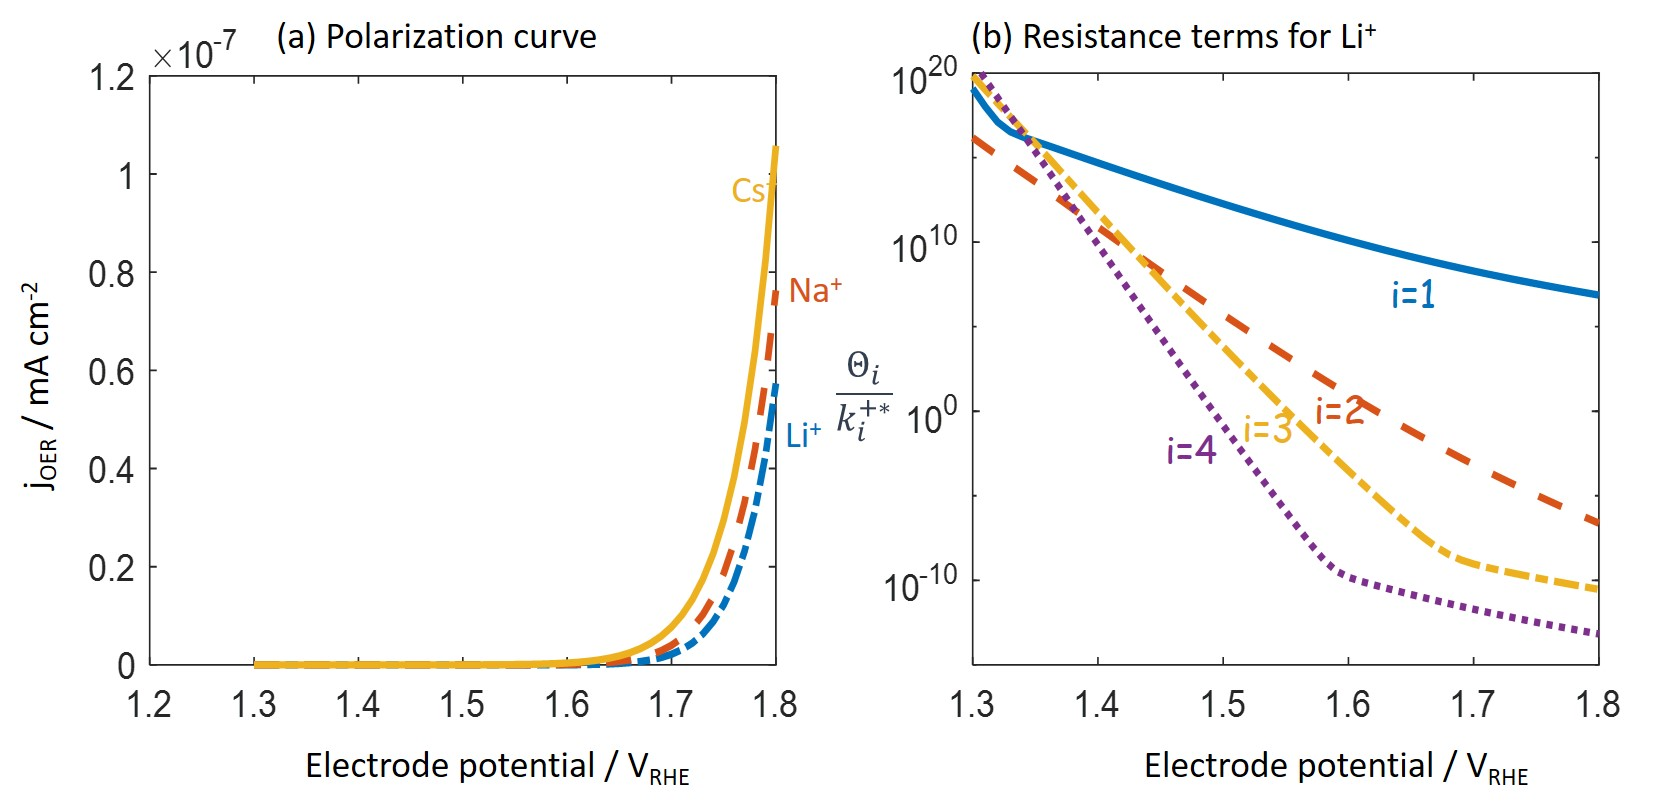 (a) Polarization curve
×10⁻⁷
1.2
1
0.8
0.6
0.4
0.2
0
1.2 1.3 1.4 1.5 1.6 1.7 1.8
j_OER / mA cm⁻²
Electrode potential / V_RHE
Cs⁺
Na⁺
Li⁺
(b) Resistance terms for Li⁺
10²⁰
10¹⁰
10⁰
10⁻¹⁰
1.3 1.4 1.5 1.6 1.7 1.8
Θᵢ
kᵢ⁺*
Electrode potential / V_RHE
i=1
i=2
i=3
i=4